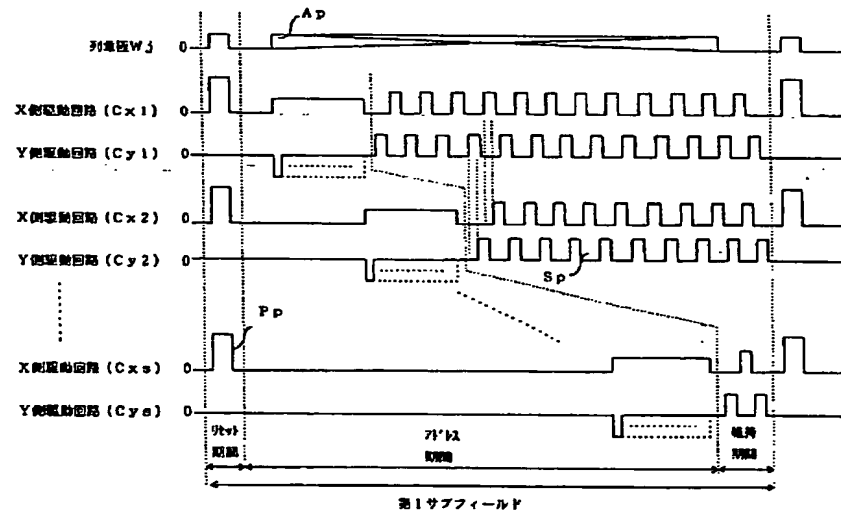 Ap
列電極Wj 0
X側駆動回路(Cx1) 0
Y側駆動回路(Cy1) 0
X側駆動回路(Cx2) 0
Y側駆動回路(Cy2) 0
Sp
Pp
X側駆動回路(Cxs) 0
Y側駆動回路(Cys) 0
リセット
期間
アドレス
期間
維持
期間
第1サブフィールド